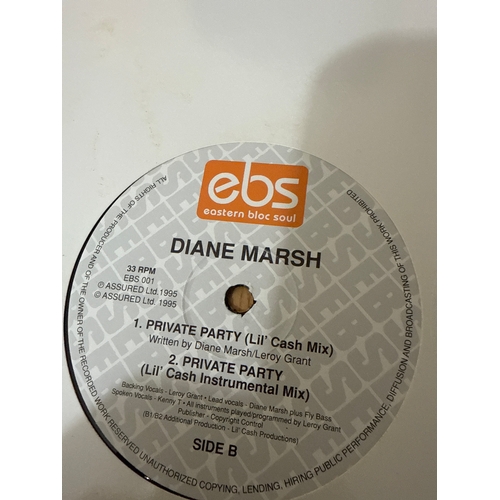 ebs
eastern bloc soul
DIANE MARSH
33 RPM
EBS 001
Ⓟ ASSURED Ltd. 1995
© ASSURED Ltd. 1995
1. PRIVATE PARTY (Lil' Cash Mix)
Written by Diane Marsh/Leroy Grant
2. PRIVATE PARTY
(Lil' Cash Instrumental Mix)
Backing Vocals - Leroy Grant • Lead vocals - Diane Marsh plus Fly Bass
Spoken Vocals - Kenny T • All instruments played/programmed by Leroy Grant
Publisher - Copyright Control
(B1/B2 Additional Production - Lil' Cash Productions)
SIDE B
ALL RIGHTS OF THE PRODUCER AND OF THE OWNER OF THE RECORDED WORK RESERVED UNAUTHORIZED COPYING, LENDING, HIRING PUBLIC PERFORMANCE, DIFFUSION AND BROADCASTING OF THIS WORK PROHIBITED